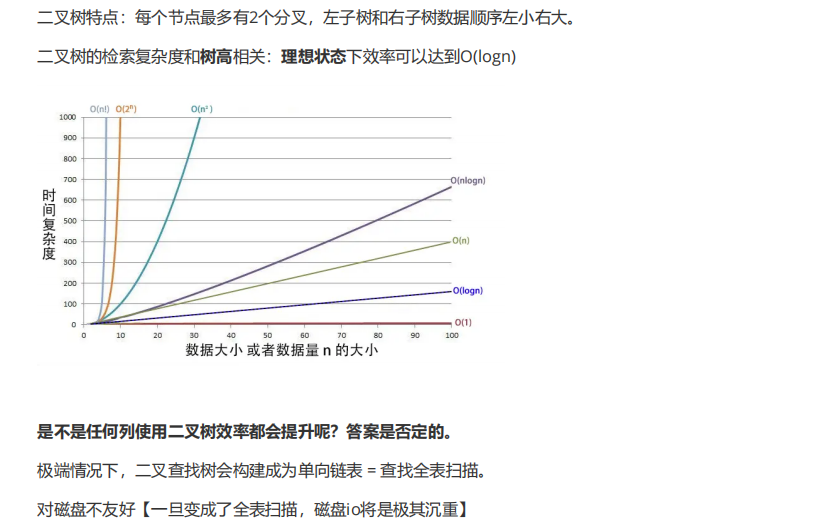 二叉树特点：每个节点最多有2个分叉，左子树和右子树数据顺序左小右大。
二叉树的检索复杂度和树高相关：理想状态下效率可以达到O(logn)
O(n!) O(2ⁿ) O(n²)
1000
900
800
700
600
500
400
300
200
100
0
时间复杂度
O(nlogn)
O(n)
O(logn)
O(1)
0 10 20 30 40 50 60 70 80 90 100
数据大小 或者数据量 n 的大小
是不是任何列使用二叉树效率都会提升呢？答案是否定的。
极端情况下，二叉查找树会构建成为单向链表 = 查找全表扫描。
对磁盘不友好【一旦变成了全表扫描，磁盘io将是极其沉重】